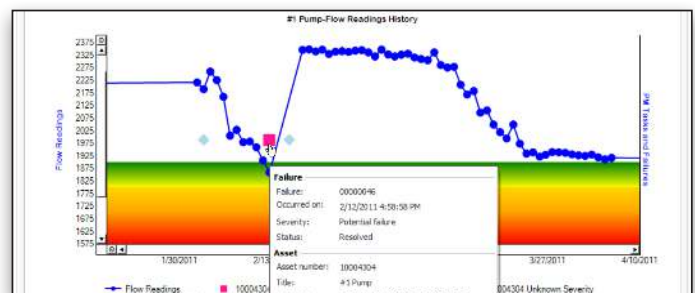 #1 Pump-Flow Readings History
2375
2325
2275
2225
2175
2125
2075
2025
1975
1925
1875
1825
1775
1725
1675
1625
1575
Flow Readings
PM Tasks and Failures
Failure
Failure: 00000046
Occurred on: 2/12/2011 4:58:58 PM
Severity: Potential failure
Status: Resolved
Asset
Asset number: 10004304
Title: #1 Pump
1/30/2011 2/13 3/27/2011 4/10/2011
Flow Readings 1000430 004304 Unknown Severity